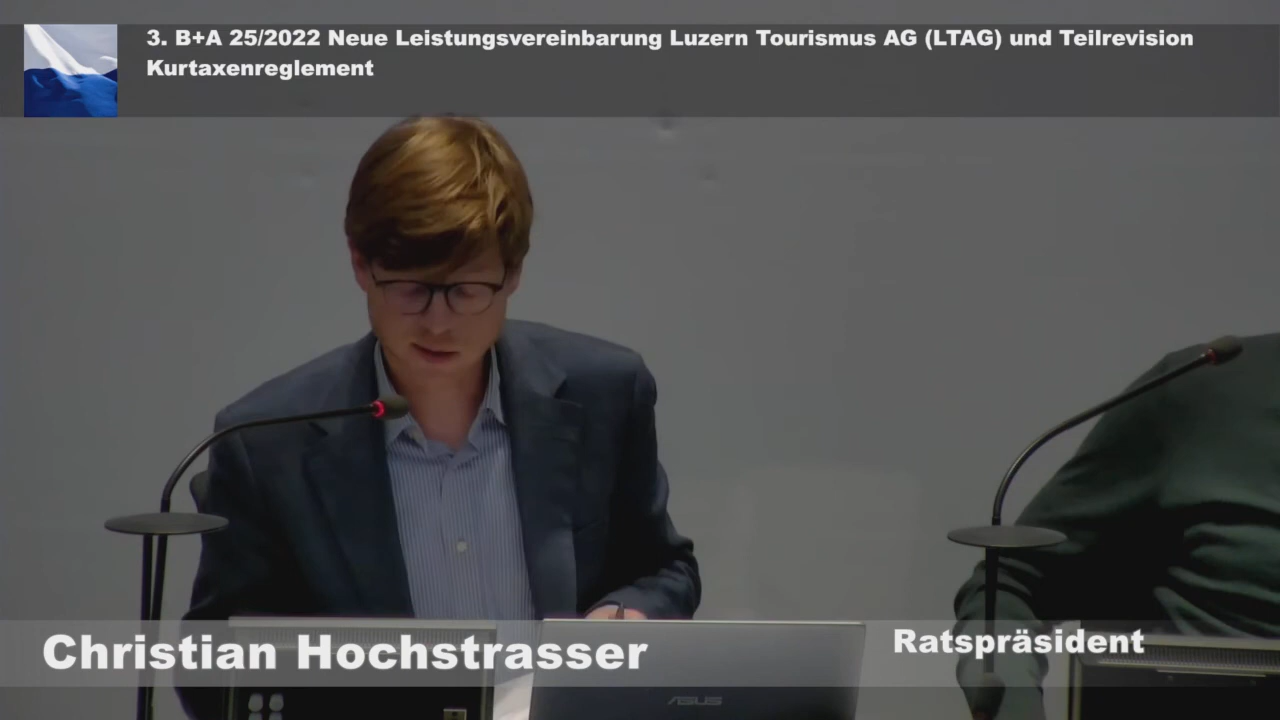 3. B+A 25/2022 Neue Leistungsvereinbarung Luzern Tourismus AG (LTAG) und Teilrevision
Kurtaxenreglement
Christian Hochstrasser
Ratspräsident
ASUS